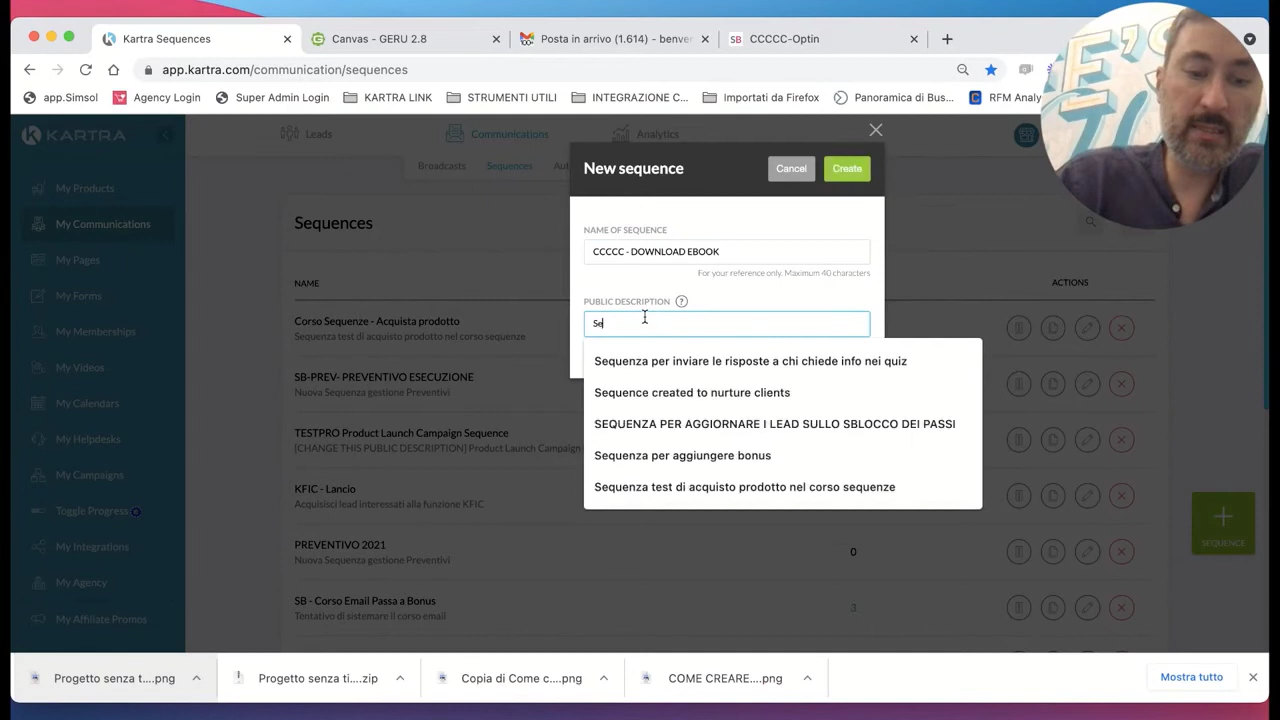 Kartra Sequences
Canvas - GERU 2.8
Posta in arrivo (1.614) - benver
SB
CCCCC-Optin
app.kartra.com/communication/sequences
app.Simsol
Agency Login
Super Admin Login
KARTRA LINK
STRUMENTI UTILI
INTEGRAZIONE C...
Importati da Firefox
Panoramica di Bus...
RFM Analy
KARTRA
Leads
Communications
Analytics
Broadcasts
Sequences
Aut
My Products
My Communications
My Pages
My Forms
My Memberships
My Videos
My Calendars
My Helpdesks
My Campaigns
Toggle Progress
My Integrations
My Agency
My Affiliate Promos
Sequences
NAME
ACTIONS
Corso Sequenze - Acquista prodotto
Sequenza test di acquisto prodotto nel corso sequenze
SB-PREV- PREVENTIVO ESECUZIONE
Nuova Sequenza gestione Preventivi
TESTPRO Product Launch Campaign Sequence
[CHANGE THIS PUBLIC DESCRIPTION] Product Launch Campaign
KFIC - Lancio
Acquisisci lead interessati alla funzione KFIC
PREVENTIVO 2021
Nuova Sequenza gestione Preventivi
0
SB - Corso Email Passa a Bonus
Tentativo di sistemare il corso email
3
SEQUENCE
New sequence
Cancel
Create
NAME OF SEQUENCE
CCCCC - DOWNLOAD EBOOK
For your reference only. Maximum 40 characters
PUBLIC DESCRIPTION ?
Se
Sequenza per inviare le risposte a chi chiede info nei quiz
Sequence created to nurture clients
SEQUENZA PER AGGIORNARE I LEAD SULLO SBLOCCO DEI PASSI
Sequenza per aggiungere bonus
Sequenza test di acquisto prodotto nel corso sequenze
Progetto senza t....png
Progetto senza ti....zip
Copia di Come c....png
COME CREARE....png
Mostra tutto